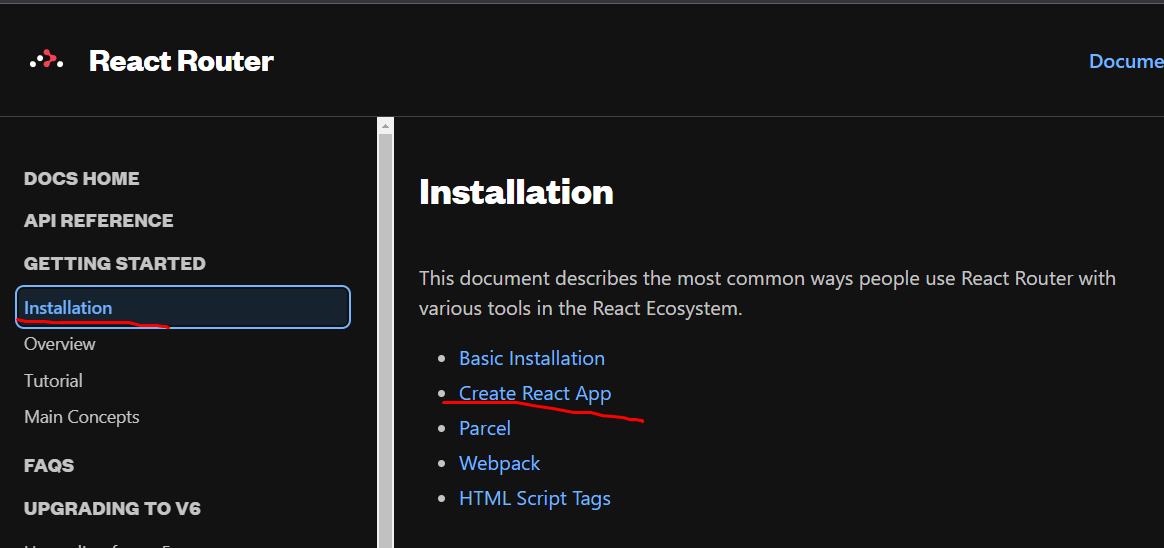 React Router
Docume
DOCS HOME
API REFERENCE
GETTING STARTED
Installation
Overview
Tutorial
Main Concepts
FAQS
UPGRADING TO V6
Installation
This document describes the most common ways people use React Router with
various tools in the React Ecosystem.
Basic Installation
Create React App
Parcel
Webpack
HTML Script Tags